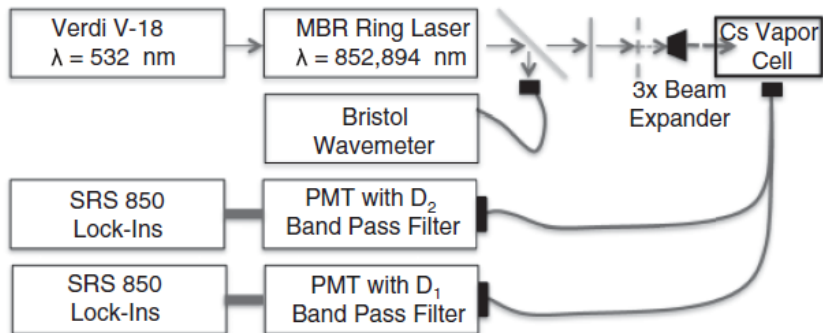 Verdi V-18
λ = 532 nm
MBR Ring Laser
λ = 852,894 nm
Cs Vapor
Cell
3x Beam
Expander
Bristol
Wavemeter
SRS 850
Lock-Ins
PMT with D₂
Band Pass Filter
SRS 850
Lock-Ins
PMT with D₁
Band Pass Filter